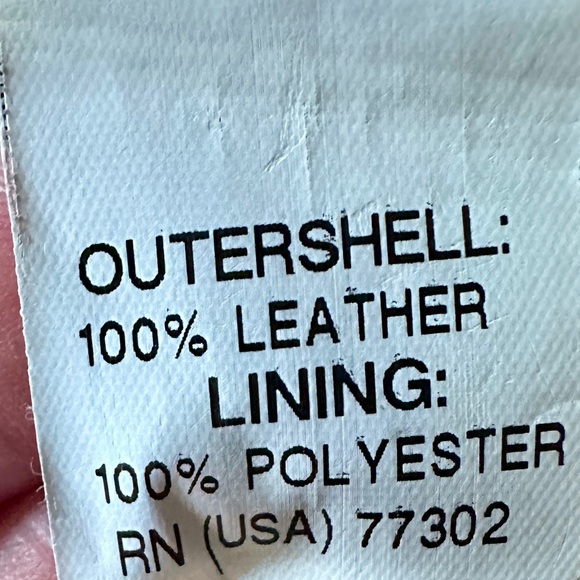 OUTERSHELL:
100% LEATHER
LINING:
100% POLYESTER
RN (USA) 77302